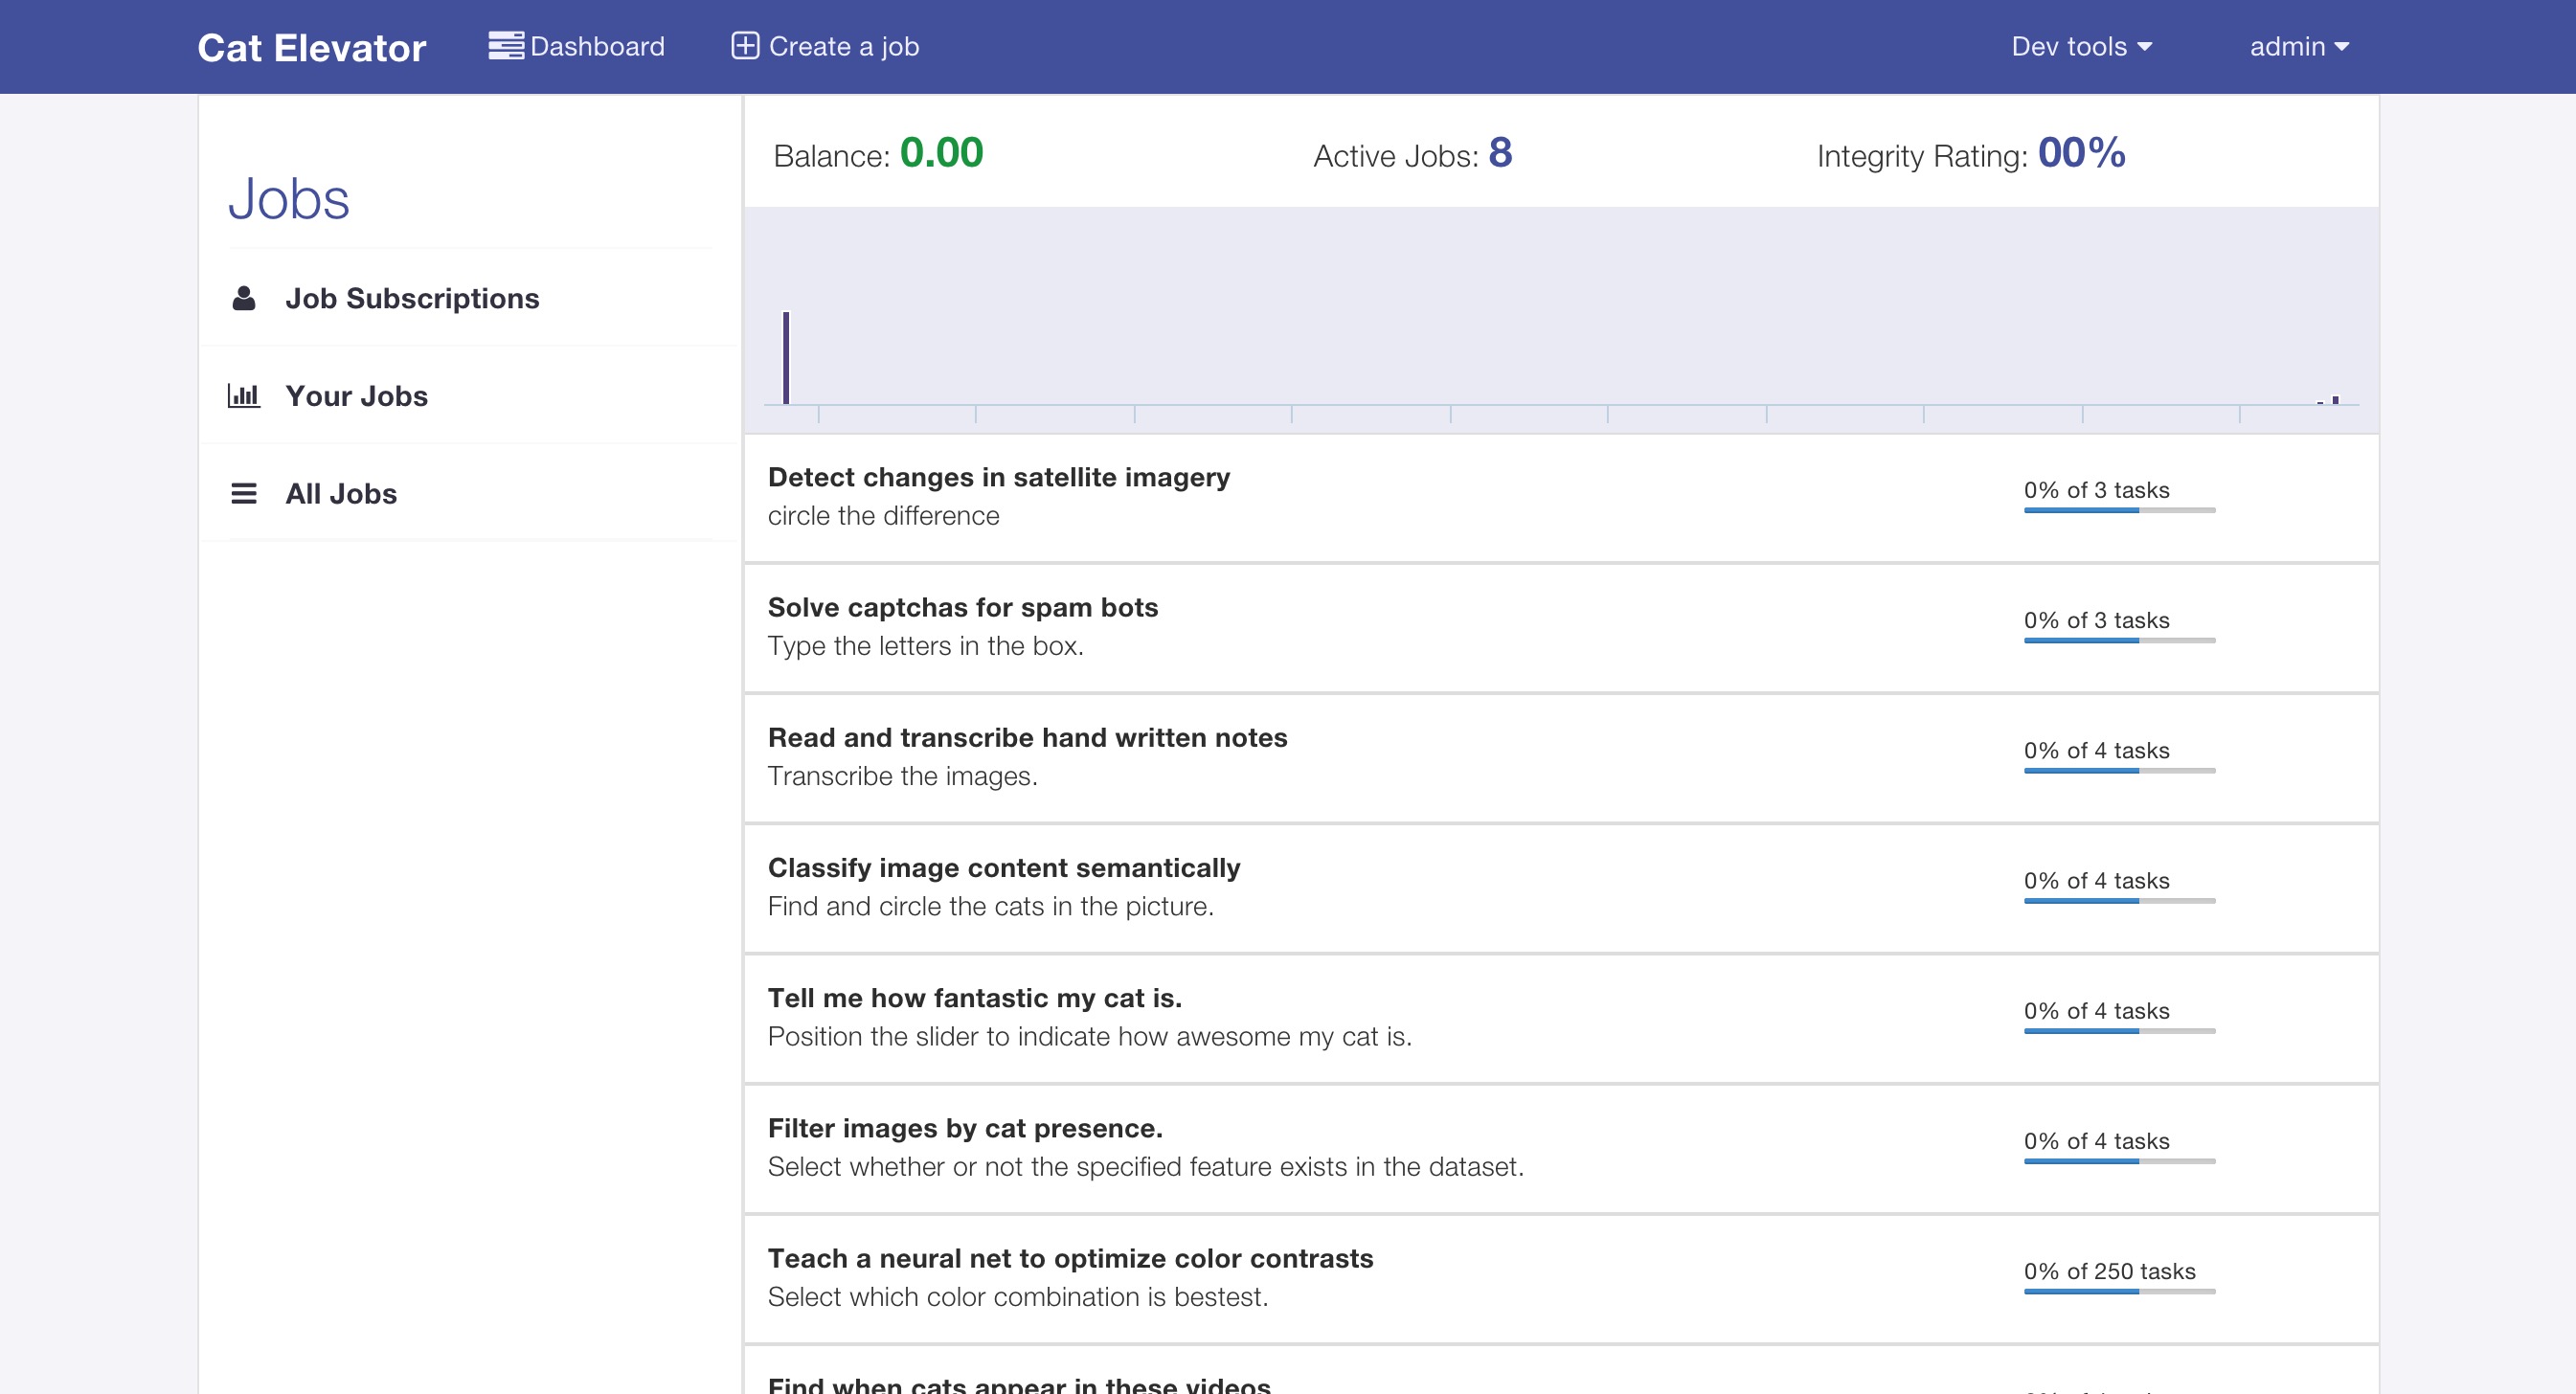 Cat Elevator Dashboard Create a job Dev tools admin
Jobs
Job Subscriptions
Your Jobs
All Jobs
Balance: 0.00 Active Jobs: 8 Integrity Rating: 00%
Detect changes in satellite imagery
circle the difference
0% of 3 tasks
Solve captchas for spam bots
Type the letters in the box.
0% of 3 tasks
Read and transcribe hand written notes
Transcribe the images.
0% of 4 tasks
Classify image content semantically
Find and circle the cats in the picture.
0% of 4 tasks
Tell me how fantastic my cat is.
Position the slider to indicate how awesome my cat is.
0% of 4 tasks
Filter images by cat presence.
Select whether or not the specified feature exists in the dataset.
0% of 4 tasks
Teach a neural net to optimize color contrasts
Select which color combination is bestest.
0% of 250 tasks
Find when cats appear in these videos